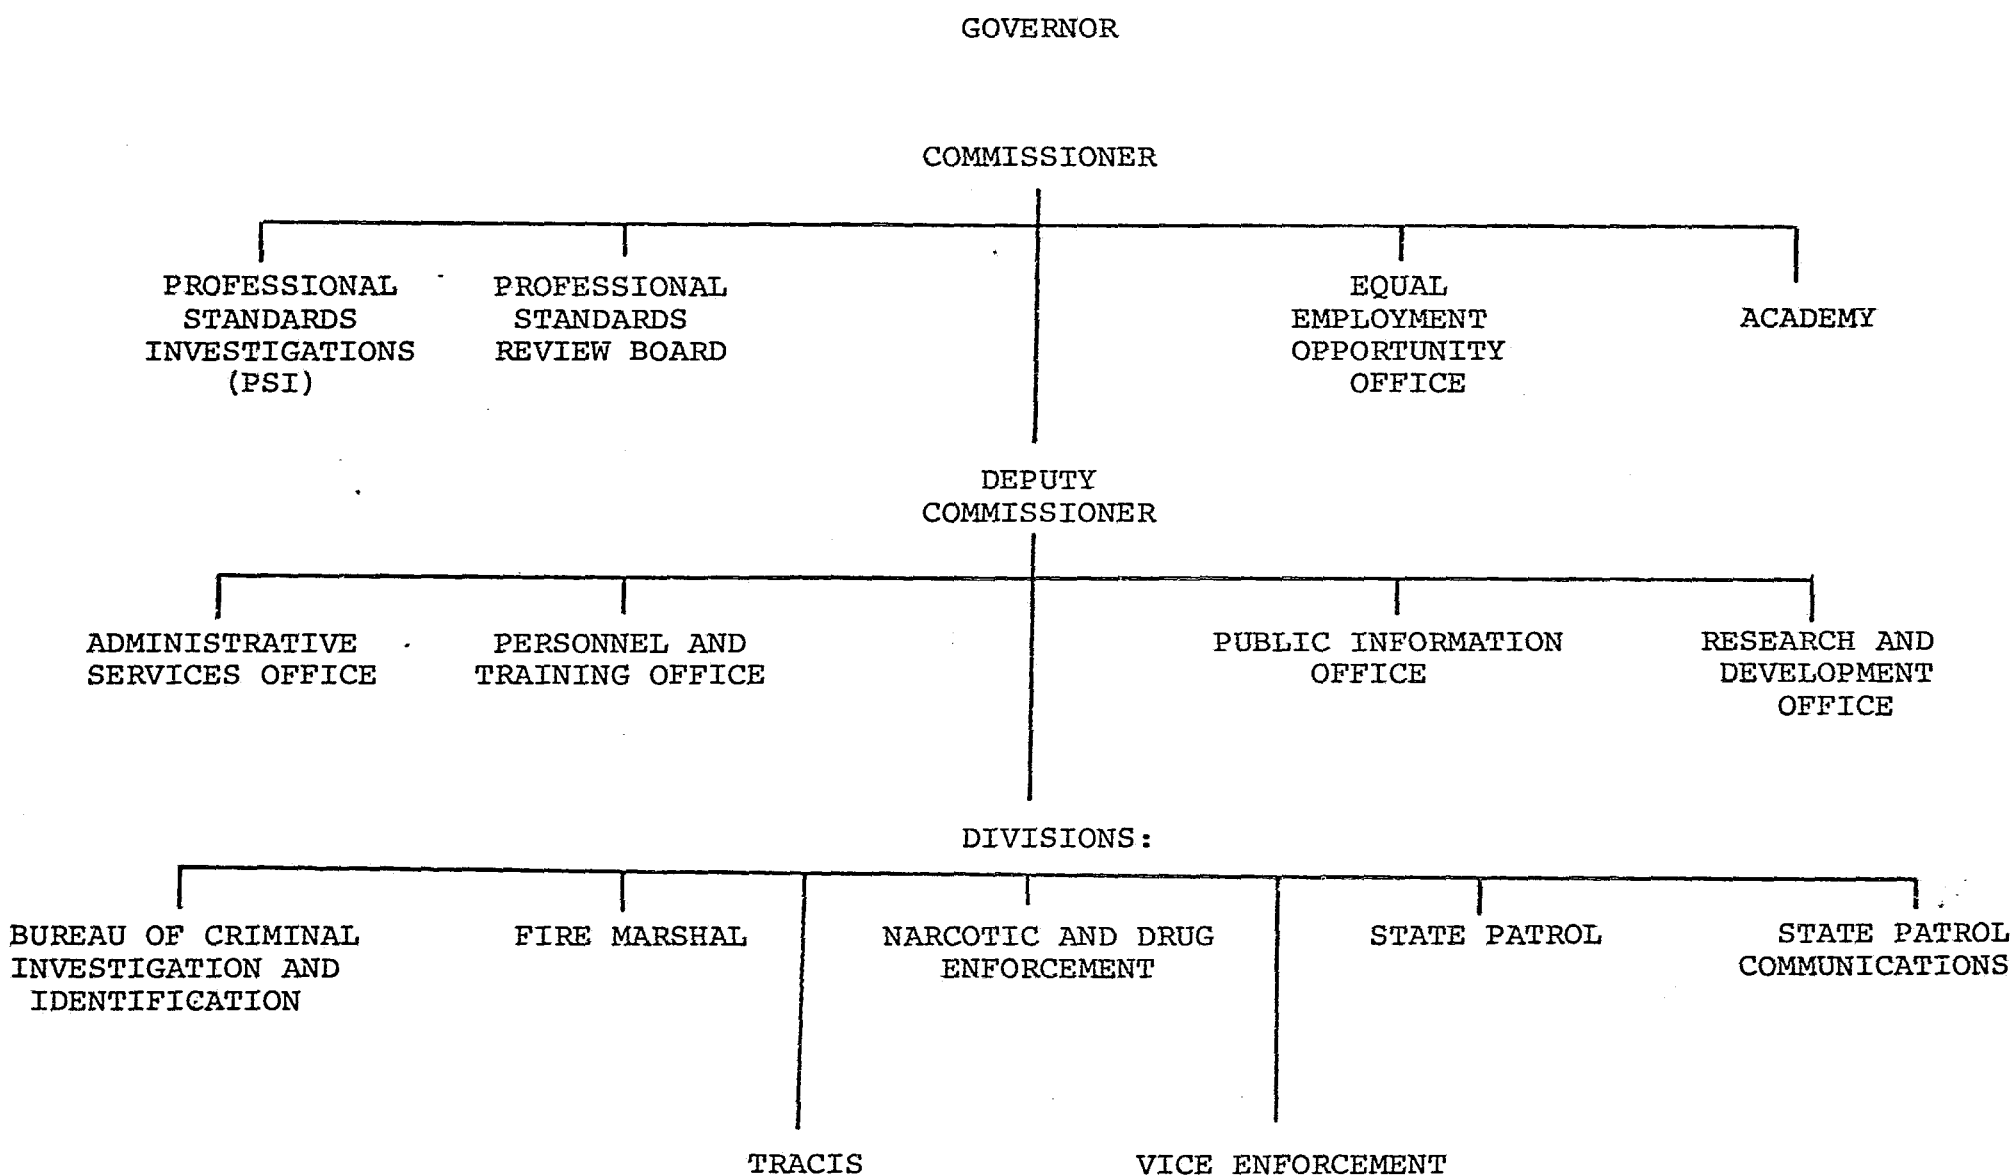 GOVERNOR
COMMISSIONER
PROFESSIONAL
STANDARDS
INVESTIGATIONS
(PSI)
PROFESSIONAL
STANDARDS
REVIEW BOARD
EQUAL
EMPLOYMENT
OPPORTUNITY
OFFICE
ACADEMY
DEPUTY
COMMISSIONER
ADMINISTRATIVE
SERVICES OFFICE
PERSONNEL AND
TRAINING OFFICE
PUBLIC INFORMATION
OFFICE
RESEARCH AND
DEVELOPMENT
OFFICE
DIVISIONS:
BUREAU OF CRIMINAL
INVESTIGATION AND
IDENTIFICATION
FIRE MARSHAL
NARCOTIC AND DRUG
ENFORCEMENT
STATE PATROL
STATE PATROL
COMMUNICATIONS
TRACIS
VICE ENFORCEMENT